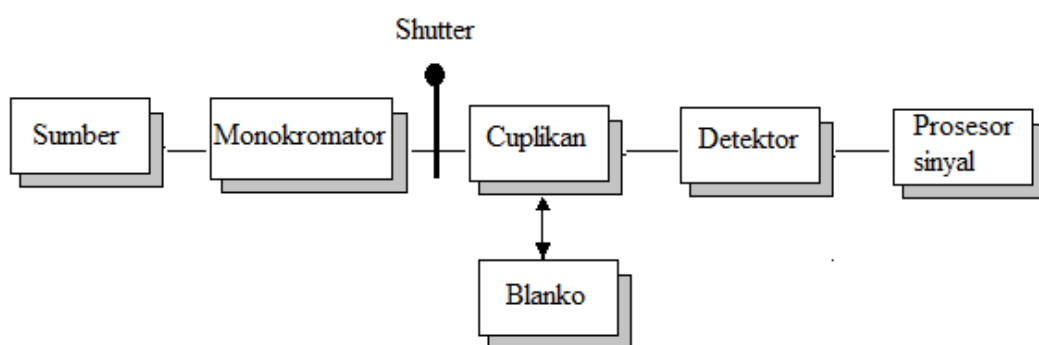 Shutter
Sumber
Monokromator
Cuplikan
Detektor
Prosesor
sinyal
Blanko